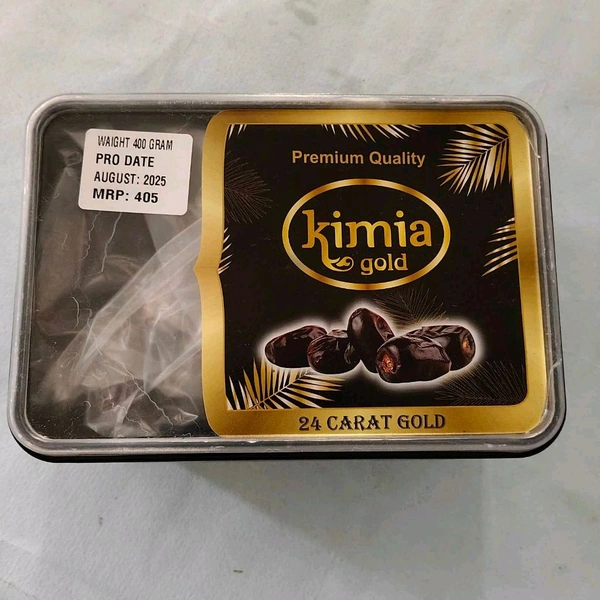 WAIGHT 400 GRAM
PRO DATE
AUGUST: 2025
MRP: 405
Premium Quality
kimia
gold
24 CARAT GOLD